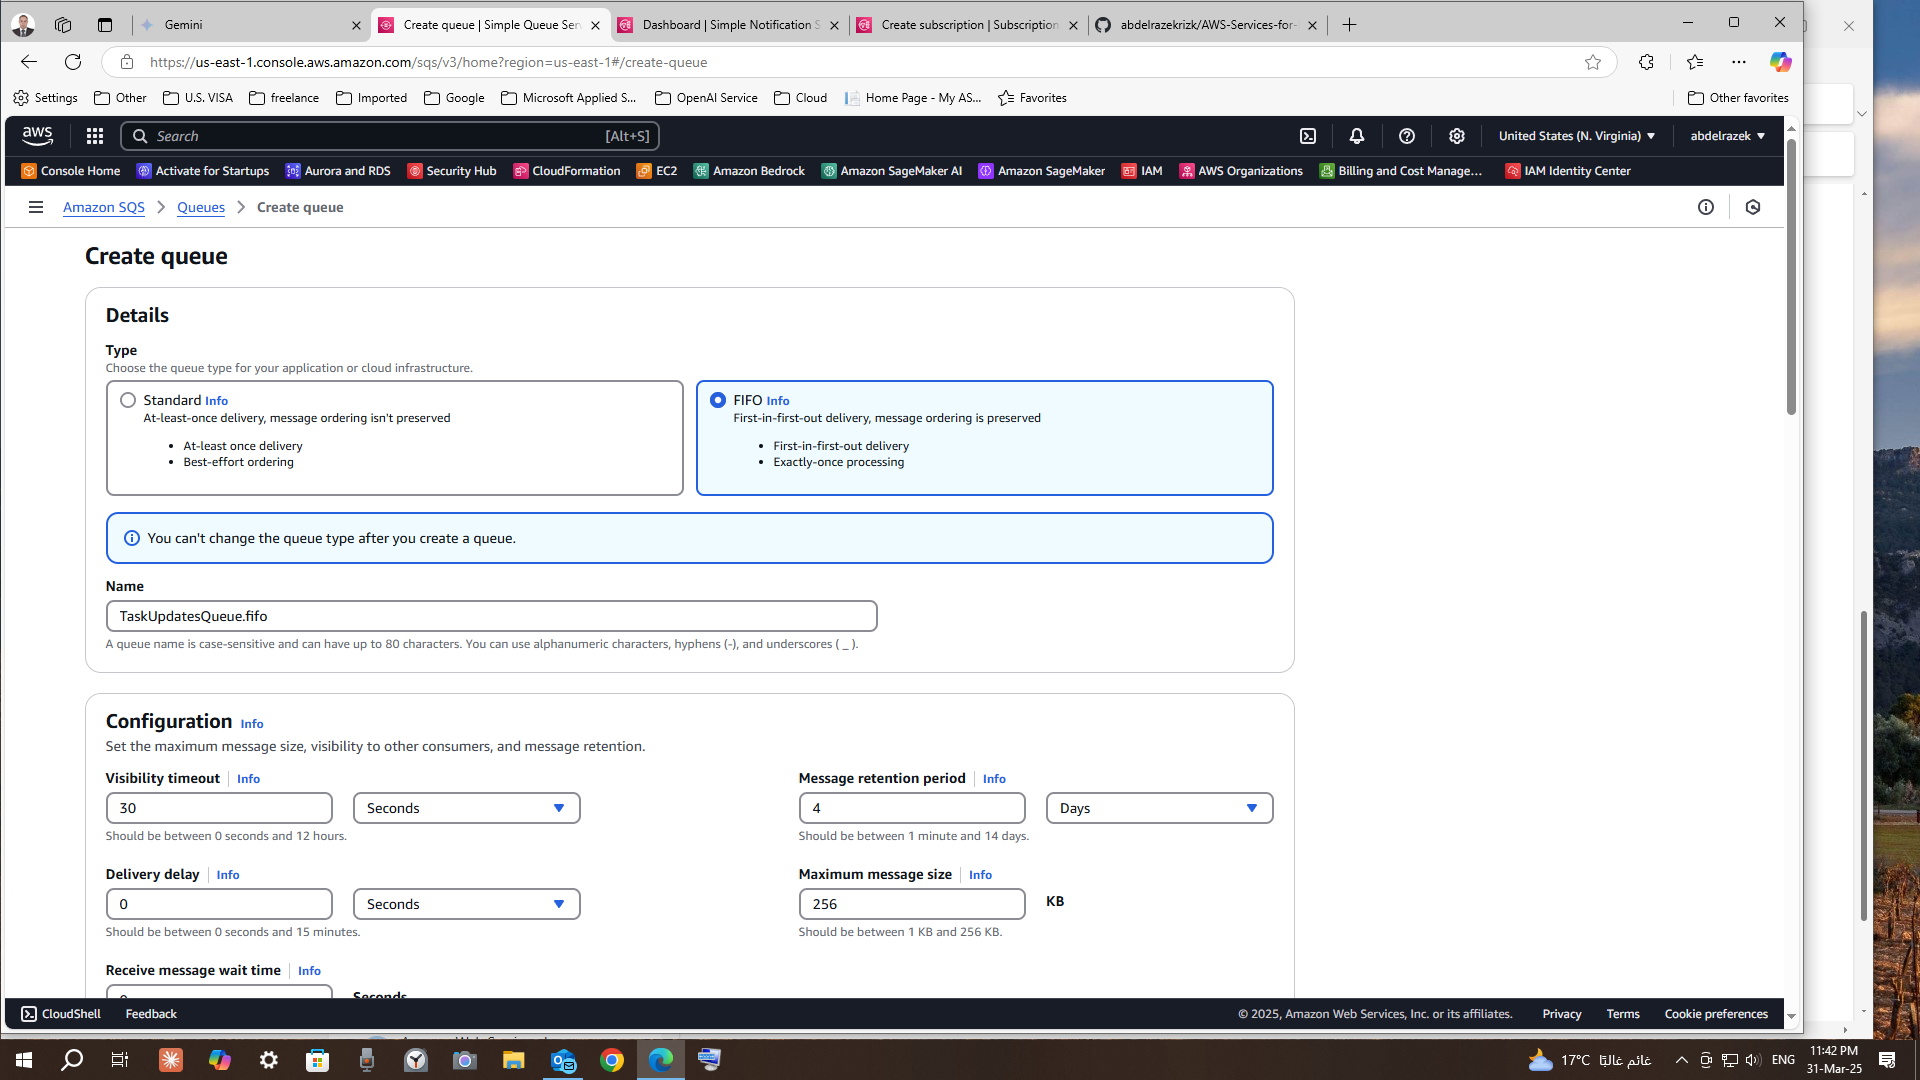 Gemini
Create queue | Simple Queue Serv
Dashboard | Simple Notification S
Create subscription | Subscription
abdelrazekrizk/AWS-Services-for-
https://us-east-1.console.aws.amazon.com/sqs/v3/home?region=us-east-1#/create-queue
Settings
Other
U.S. VISA
freelance
Imported
Google
Microsoft Applied S...
OpenAI Service
Cloud
Home Page - My AS...
Favorites
Other favorites
aws
Search
[Alt+S]
United States (N. Virginia)
abdelrazek
Console Home
Activate for Startups
Aurora and RDS
Security Hub
CloudFormation
EC2
Amazon Bedrock
Amazon SageMaker AI
Amazon SageMaker
IAM
AWS Organizations
Billing and Cost Manage...
IAM Identity Center
Amazon SQS
Queues
Create queue
Create queue
Details
Type
Choose the queue type for your application or cloud infrastructure.
Standard Info
At-least-once delivery, message ordering isn't preserved
• At-least once delivery
• Best-effort ordering
FIFO Info
First-in-first-out delivery, message ordering is preserved
• First-in-first-out delivery
• Exactly-once processing
You can't change the queue type after you create a queue.
Name
TaskUpdatesQueue.fifo
A queue name is case-sensitive and can have up to 80 characters. You can use alphanumeric characters, hyphens (-), and underscores ( _ ).
Configuration Info
Set the maximum message size, visibility to other consumers, and message retention.
Visibility timeout
Info
30
Seconds
Should be between 0 seconds and 12 hours.
Message retention period
Info
4
Days
Should be between 1 minute and 14 days.
Delivery delay
Info
0
Seconds
Should be between 0 seconds and 15 minutes.
Maximum message size
Info
256
KB
Should be between 1 KB and 256 KB.
Receive message wait time
Info
Seconds
CloudShell
Feedback
© 2025, Amazon Web Services, Inc. or its affiliates.
Privacy
Terms
Cookie preferences
17°C
غائم غالبًا
ENG
11:42 PM
31-Mar-25